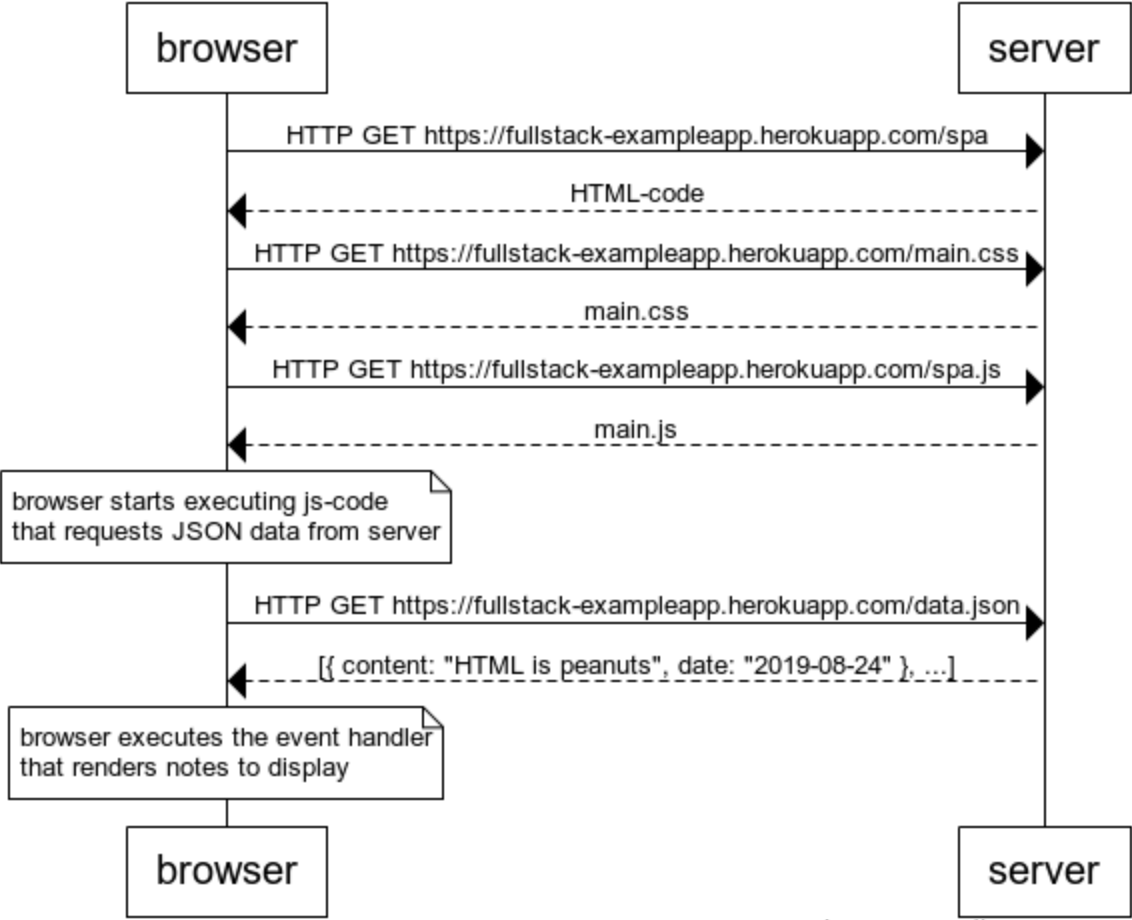 browser
server
HTTP GET https://fullstack-exampleapp.herokuapp.com/spa
HTML-code
HTTP GET https://fullstack-exampleapp.herokuapp.com/main.css
main.css
HTTP GET https://fullstack-exampleapp.herokuapp.com/spa.js
main.js
browser starts executing js-code
that requests JSON data from server
HTTP GET https://fullstack-exampleapp.herokuapp.com/data.json
[{ content: "HTML is peanuts", date: "2019-08-24" }, ...]
browser executes the event handler
that renders notes to display
browser
server